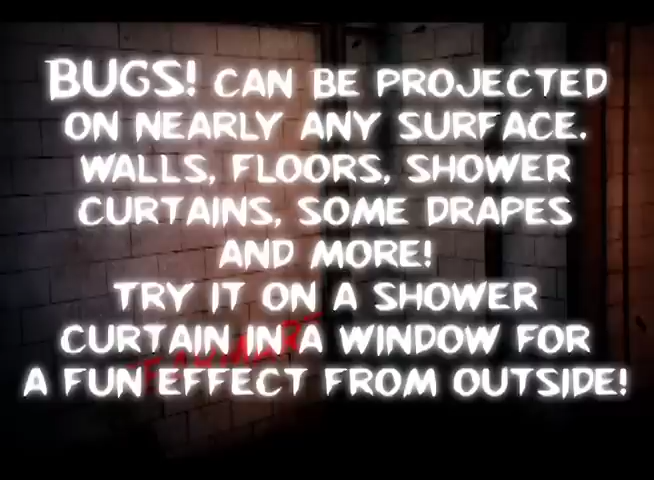 BUGS! CAN BE PROJECTED
ON NEARLY ANY SURFACE.
WALLS, FLOORS, SHOWER
CURTAINS, SOME DRAPES
AND MORE!
TRY IT ON A SHOWER
CURTAIN IN A WINDOW FOR
A FUN EFFECT FROM OUTSIDE!